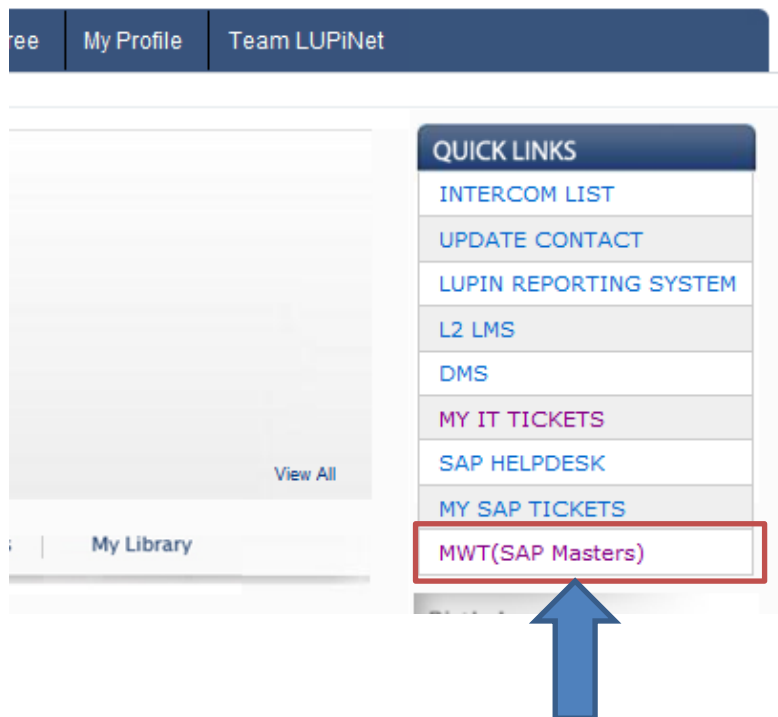 ree My Profile Team LUPiNet
QUICK LINKS
INTERCOM LIST
UPDATE CONTACT
LUPIN REPORTING SYSTEM
L2 LMS
DMS
MY IT TICKETS
SAP HELPDESK
View All
MY SAP TICKETS
My Library
MWT(SAP Masters)